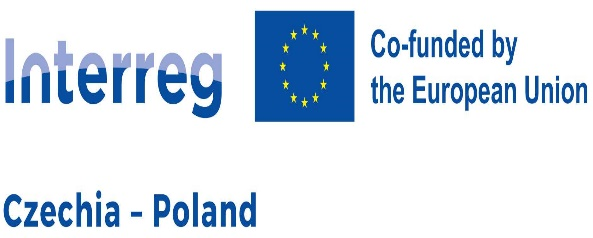 Interreg
Co-funded by
the European Union
Czechia – Poland